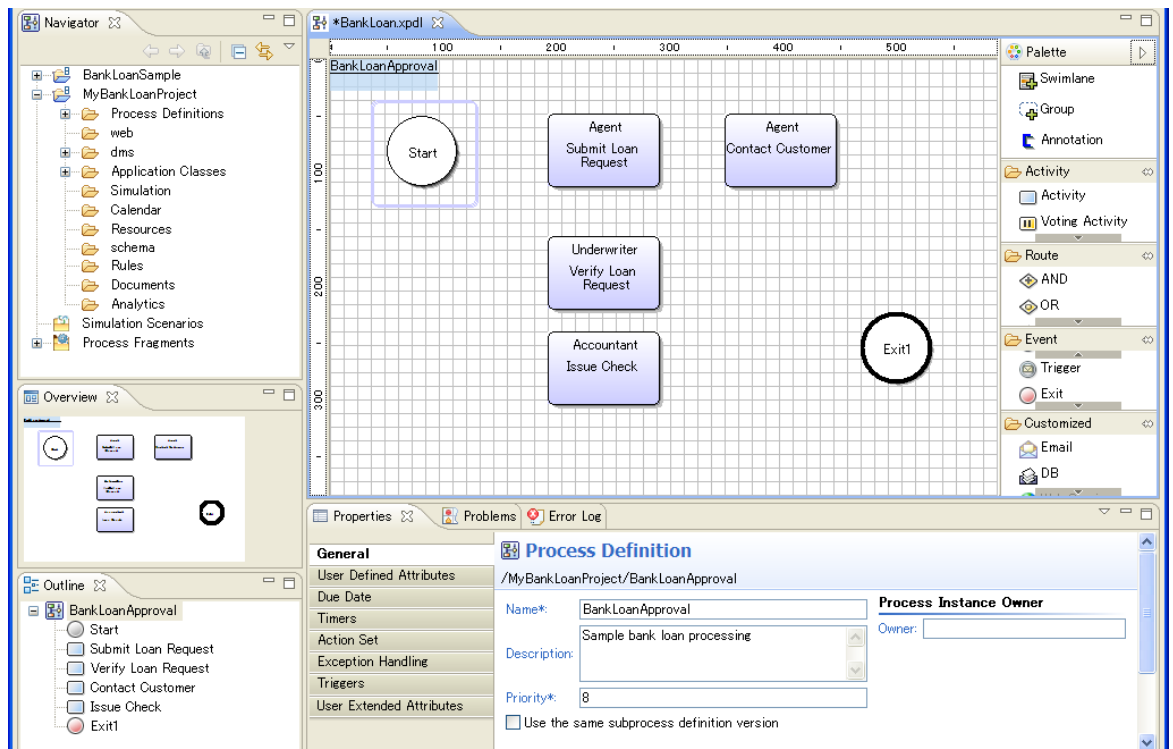 Navigator
BankLoanSample
MyBankLoanProject
Process Definitions
web
dms
Application Classes
Simulation
Calendar
Resources
schema
Rules
Documents
Analytics
Simulation Scenarios
Process Fragments
Overview
Outline
BankLoanApproval
Start
Submit Loan Request
Verify Loan Request
Contact Customer
Issue Check
Exit1
*BankLoan.xpdl
100 200 300 400 500
0
100
200
300
BankLoanApproval
Start
Agent
Submit Loan
Request
Agent
Contact Customer
Underwriter
Verify Loan
Request
Accountant
Issue Check
Exit1
Palette
Swimlane
Group
Annotation
Activity
Activity
Voting Activity
Route
AND
OR
Event
Trigger
Exit
Customized
Email
DB
Properties Problems Error Log
General
User Defined Attributes
Due Date
Timers
Action Set
Exception Handling
Triggers
User Extended Attributes
Process Definition
/MyBankLoanProject/BankLoanApproval
Name*: BankLoanApproval
Description: Sample bank loan processing
Priority*: 8
Use the same subprocess definition version
Process Instance Owner
Owner: